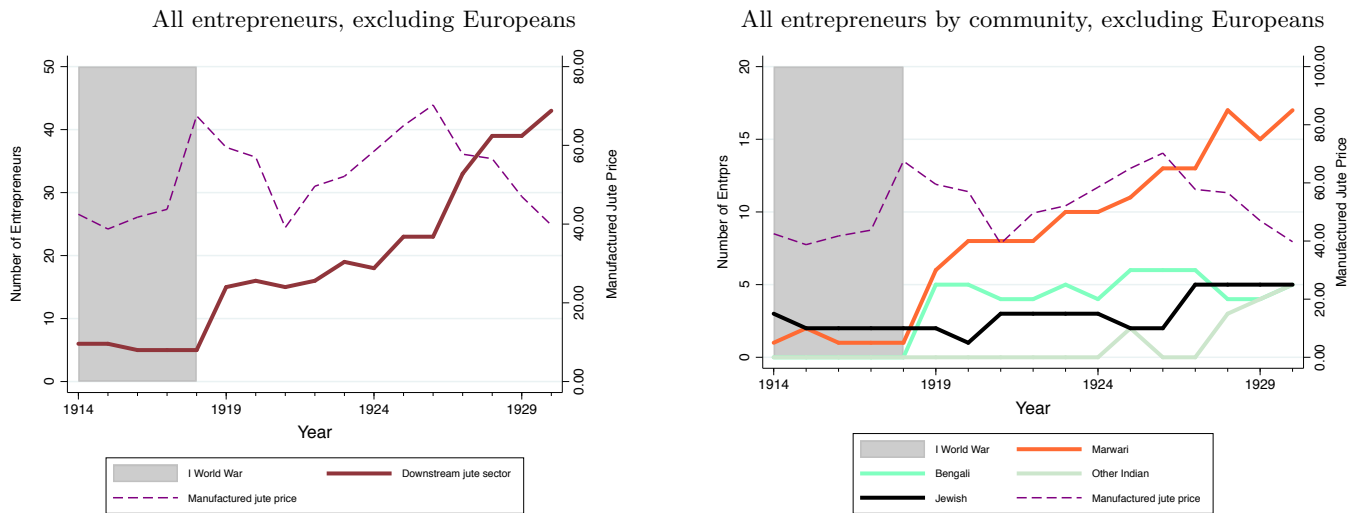 All entrepreneurs, excluding Europeans
Number of Entrepreneurs
50
40
30
20
10
0
80.00
60.00
40.00
20.00
0.00
Manufactured Jute Price
1914
1919
1924
1929
Year
I World War
Downstream jute sector
Manufactured jute price
All entrepreneurs by community, excluding Europeans
Number of Entrprs
20
15
10
5
0
100.00
80.00
60.00
40.00
20.00
0.00
Manufactured Jute Price
1914
1919
1924
1929
Year
I World War
Marwari
Bengali
Other Indian
Jewish
Manufactured jute price